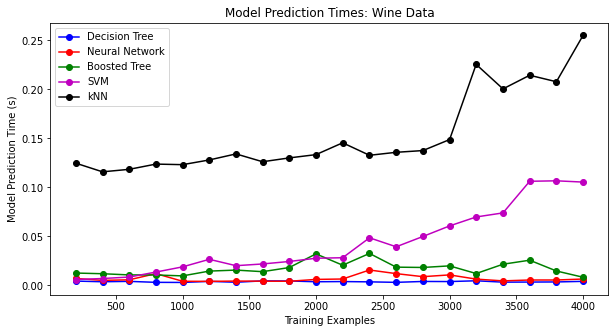 Model Prediction Times: Wine Data
Model Prediction Time (s)
0.25
0.20
0.15
0.10
0.05
0.00
Decision Tree
Neural Network
Boosted Tree
SVM
kNN
500 1000 1500 2000 2500 3000 3500 4000
Training Examples